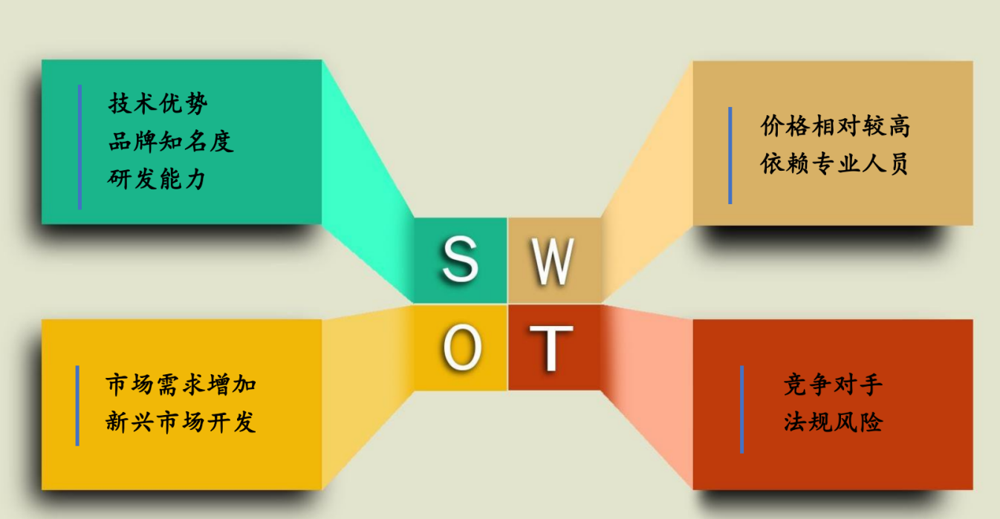 技术优势
品牌知名度
研发能力
价格相对较高
依赖专业人员
S W
O T
市场需求增加
新兴市场开发
竞争对手
法规风险